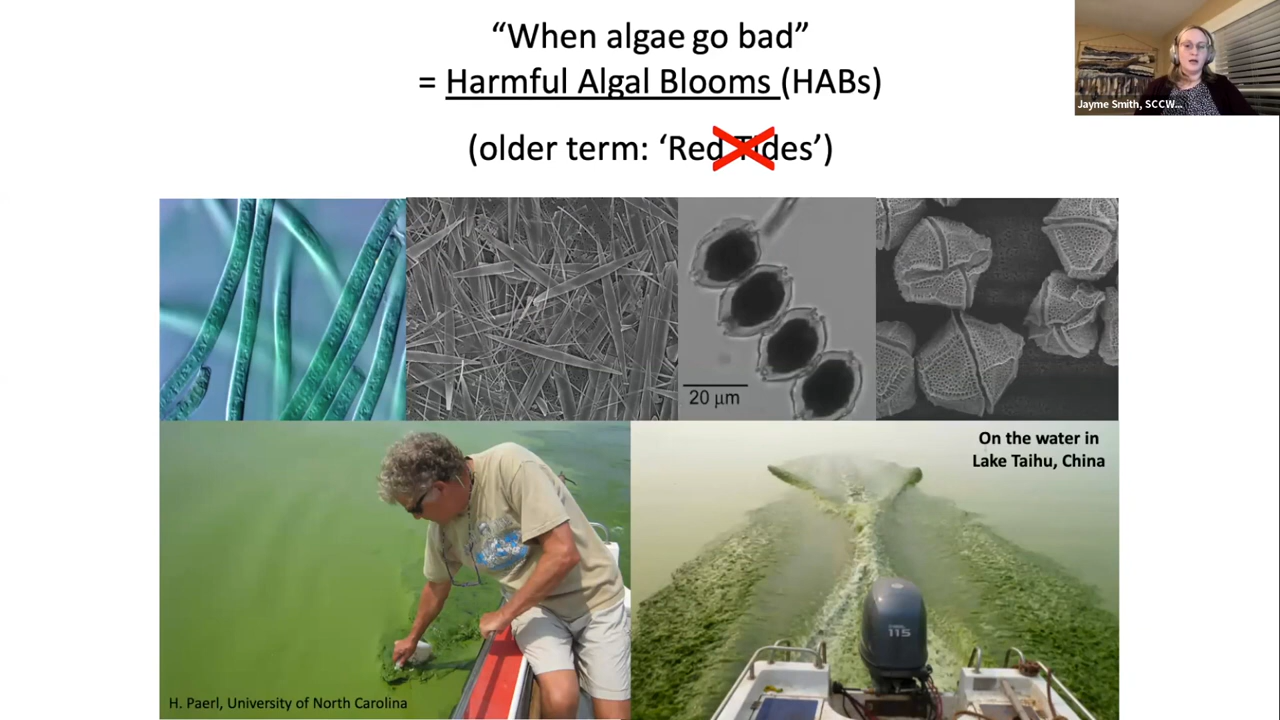 “When algae go bad”
= Harmful Algal Blooms (HABs)
(older term: ‘Red Tides’)
Jayme Smith, SCCW...
20 μm
On the water in
Lake Taihu, China
115
H. Paerl, University of North Carolina